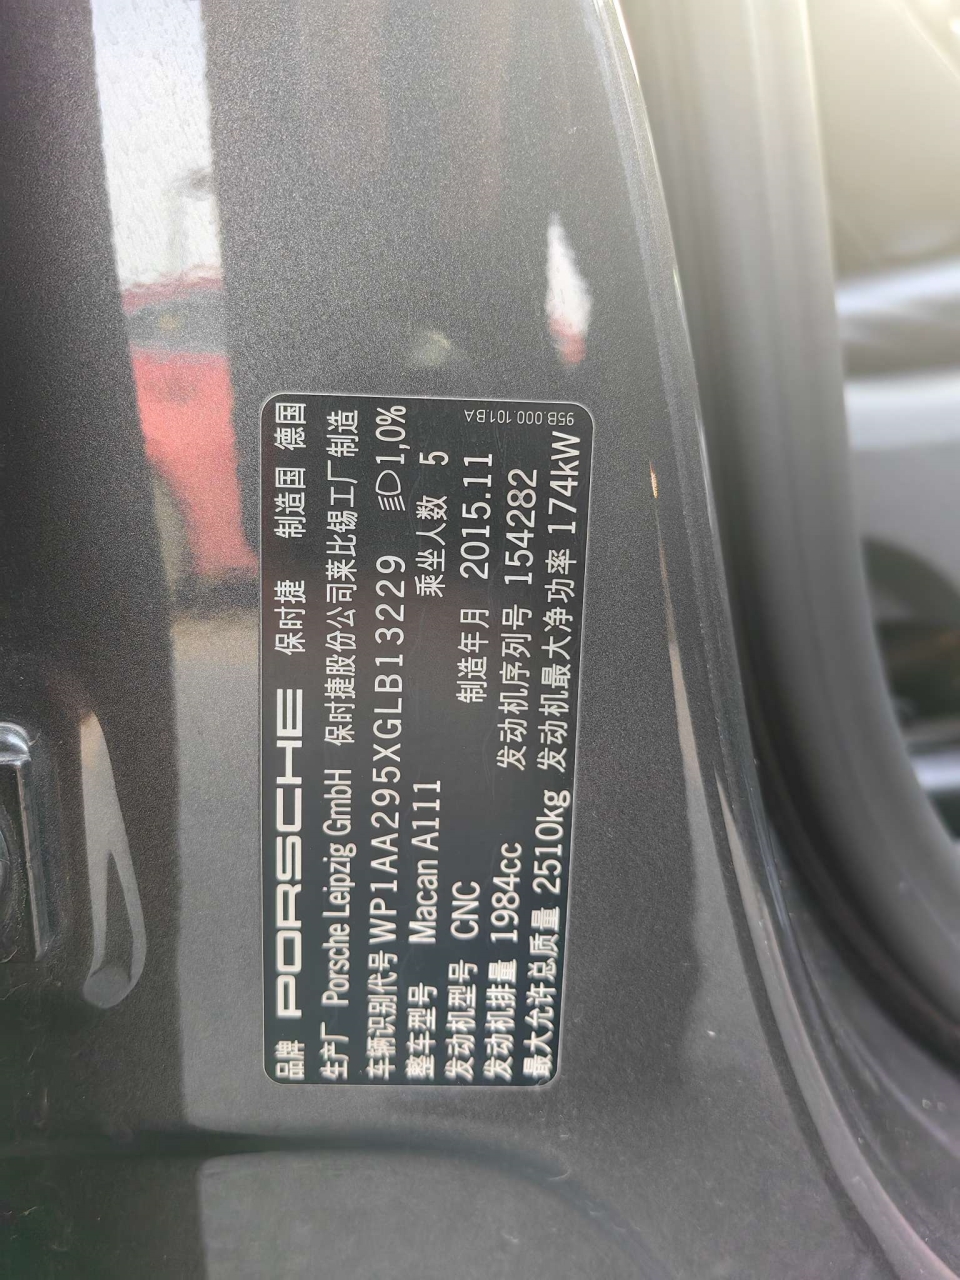 品牌 PORSCHE 保时捷 制造国 德国
生产厂 Porsche Leipzig GmbH 保时捷股份公司莱比锡工厂制造
车辆识别代号 WP1AA295XGLB13229 1,0%
整车型号 Macan A111 乘坐人数 5
发动机型号 CNC 制造年月 2015.11
发动机排量 1984cc 发动机序列号 154282
最大允许总质量 2510kg 发动机最大净功率 174kW
95B.000.101.BA